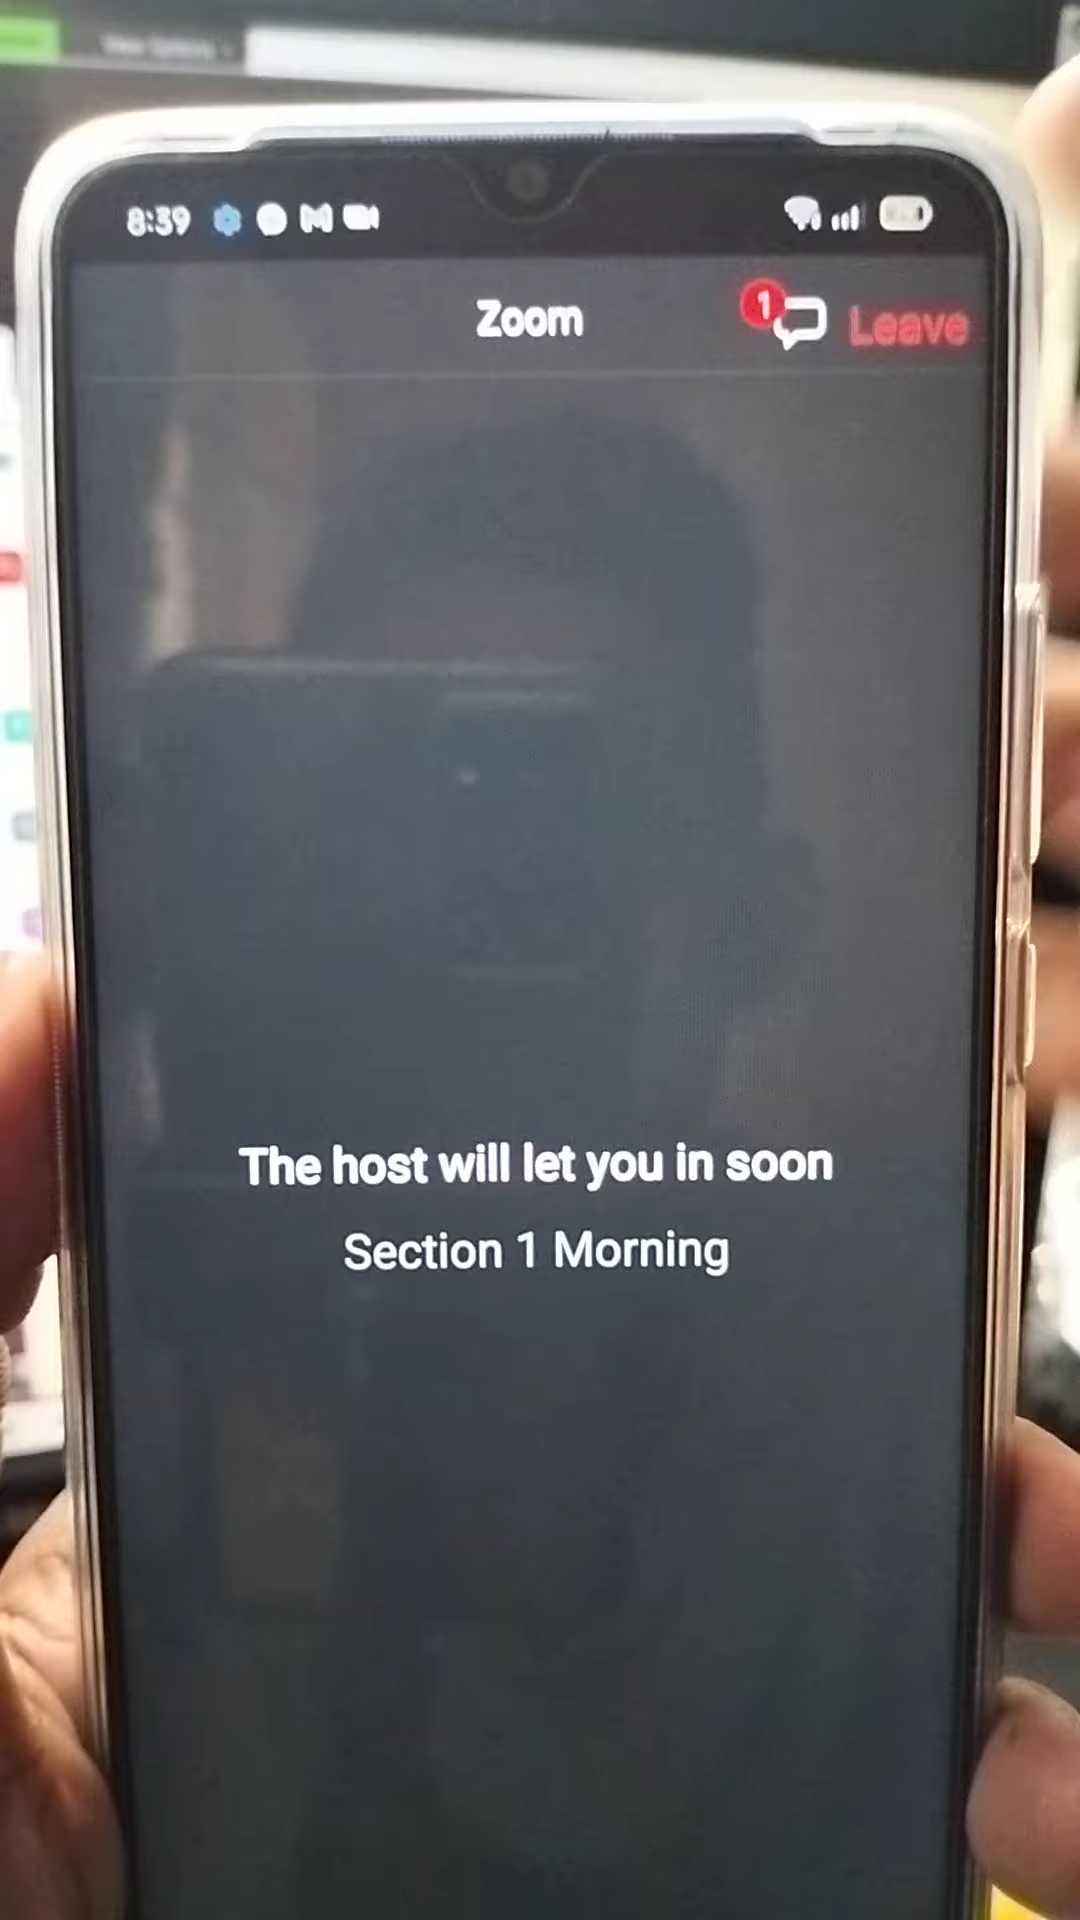 8:39
Zoom
1
Leave
The host will let you in soon
Section 1 Morning